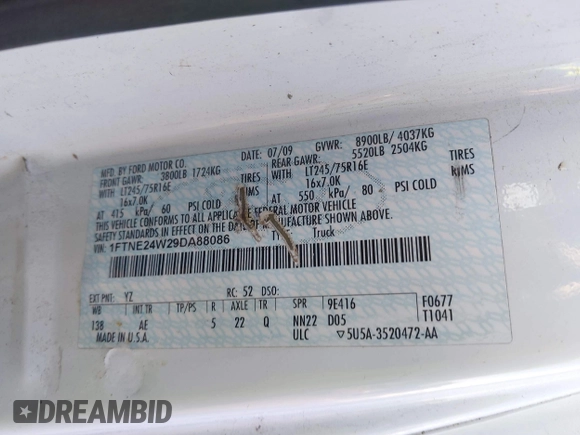 MFD. BY FORD MOTOR CO.
DATE: 07/09 GVWR: 8900LB/ 4037KG
FRONT GAWR: 3800LB 1724KG
REAR GAWR: 5520LB 2504KG
WITH LT245/75R16E TIRES
WITH LT245/75R16E TIRES
16x7.0K RIMS
16x7.0K RIMS
AT 415 kPa/ 60 PSI COLD
AT 550 kPa/ 80 PSI COLD
THIS VEHICLE CONFORMS TO ALL APPLICABLE FEDERAL MOTOR VEHICLE
SAFETY STANDARDS IN EFFECT ON THE DATE OF MANUFACTURE SHOWN ABOVE.
VIN: 1FTNE24W29DA88086 TYPE: Truck
EXT PNT: YZ RC: 52 DSO:
WB INT.TR TP/PS R AXLE TR SPR 9E416 F0677
138 AE 5 22 Q NN22 D05 T1041
MADE IN U.S.A. ULC ▽5U5A-3520472-AA
DREAMBID